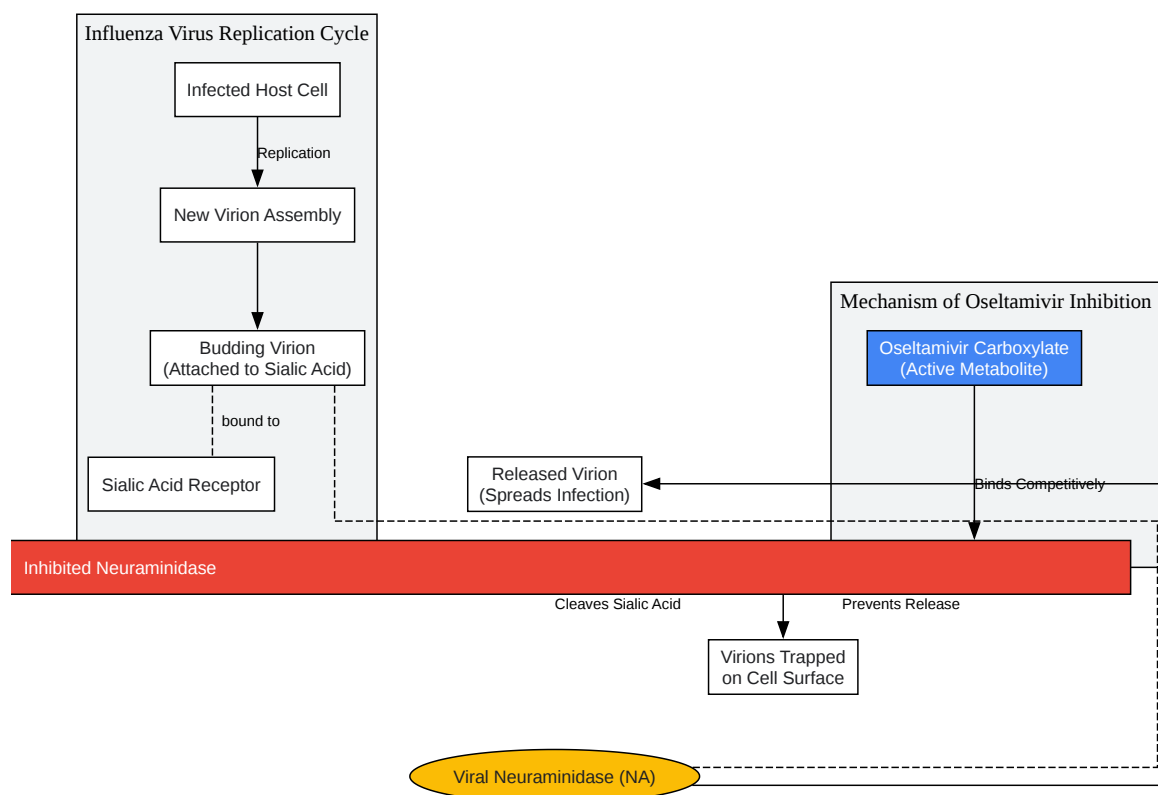 Influenza Virus Replication Cycle
Infected Host Cell
Replication
New Virion Assembly
Budding Virion
(Attached to Sialic Acid)
bound to
Sialic Acid Receptor
Mechanism of Oseltamivir Inhibition
Oseltamivir Carboxylate
(Active Metabolite)
Released Virion
(Spreads Infection)
Binds Competitively
Inhibited Neuraminidase
Cleaves Sialic Acid
Prevents Release
Virions Trapped
on Cell Surface
Viral Neuraminidase (NA)